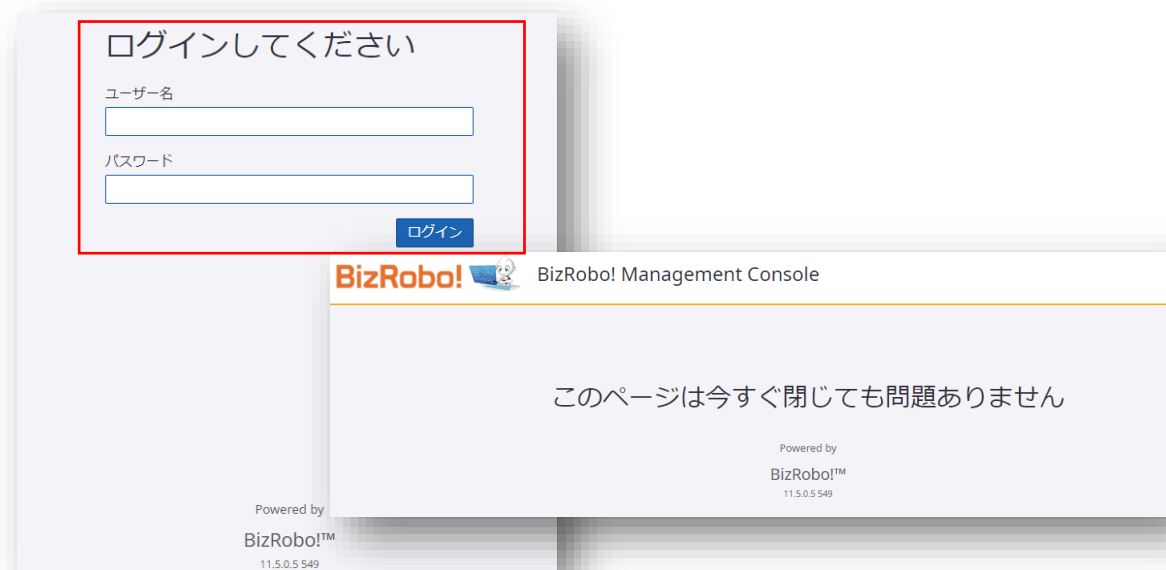 ログインしてください
ユーザー名
パスワード
ログイン
BizRobo! BizRobo! Management Console
このページは今すぐ閉じても問題ありません
Powered by
BizRobo!™
11.5.0.5 549
Powered by
BizRobo!™
11.5.0.5 549